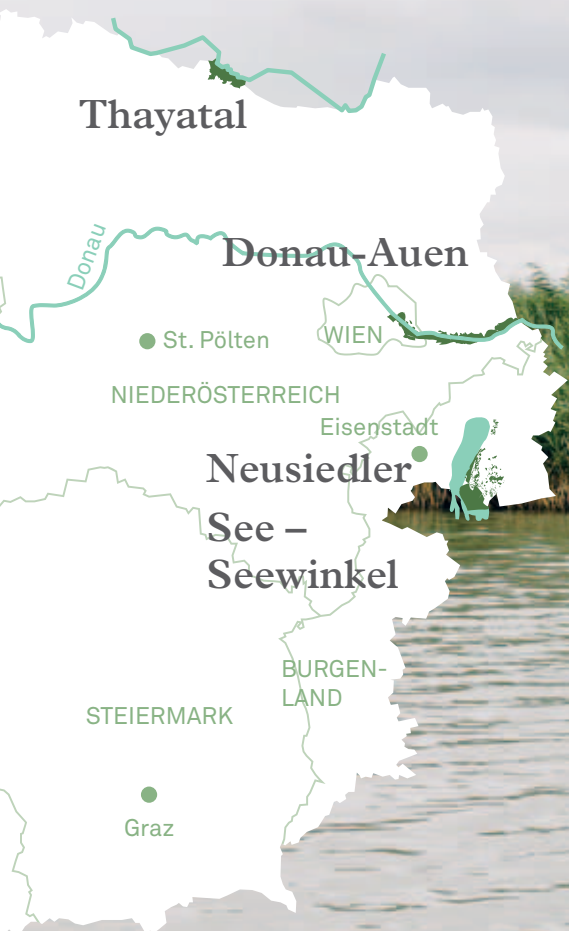 Thayatal
Donau
Donau-Auen
WIEN
St. Pölten
NIEDERÖSTERREICH
Eisenstadt
Neusiedler
See –
Seewinkel
BURGEN-
LAND
STEIERMARK
Graz